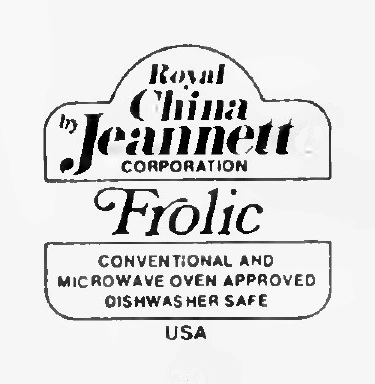 Royal
China
by Jeannett
CORPORATION
Frolic
CONVENTIONAL AND
MICROWAVE OVEN APPROVED
DISHWASHER SAFE
USA